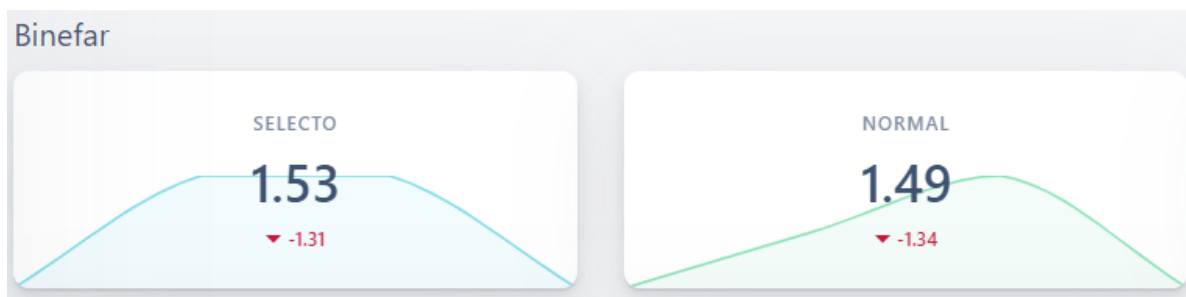 Binefar
SELECTO
1.53
-1.31
NORMAL
1.49
-1.34